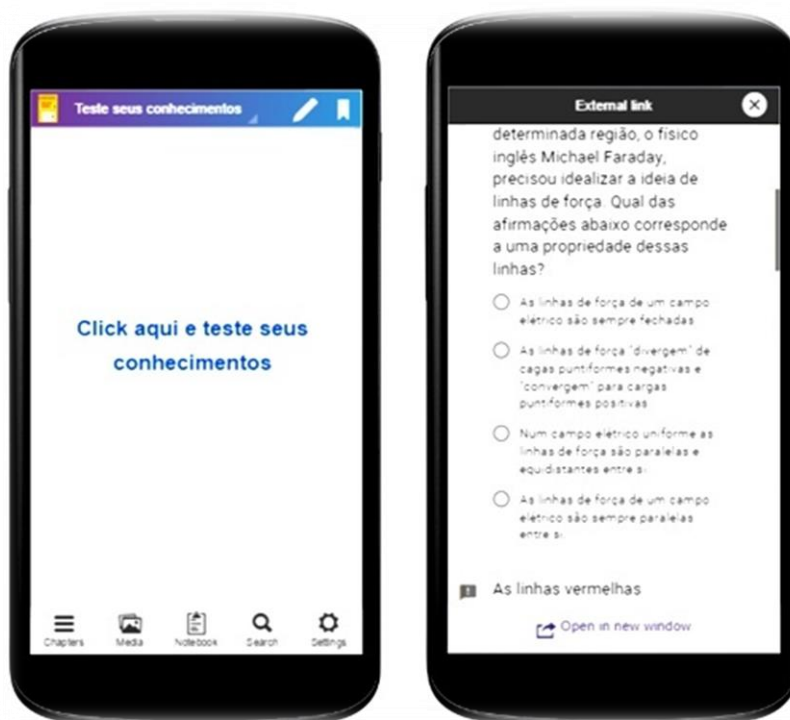 Teste seus conhecimentos
Click aqui e teste seus
conhecimentos
Chapters
Media
Notebook
Search
Settings
External link
determinada região, o físico
inglês Michael Faraday,
precisou idealizar a ideia de
linhas de força. Qual das
afirmações abaixo corresponde
a uma propriedade dessas
linhas?
As linhas de força de um campo
elétrico são sempre fechadas
As linhas de força "divergem" de
cagas puntiformes negativas e
"convergem" para cargas
puntiformes positivas
Num campo elétrico uniforme as
linhas de força são paralelas e
equidistantes entre si
As linhas de força de um campo
elétrico são sempre paralelas
entre si.
As linhas vermelhas
Open in new window